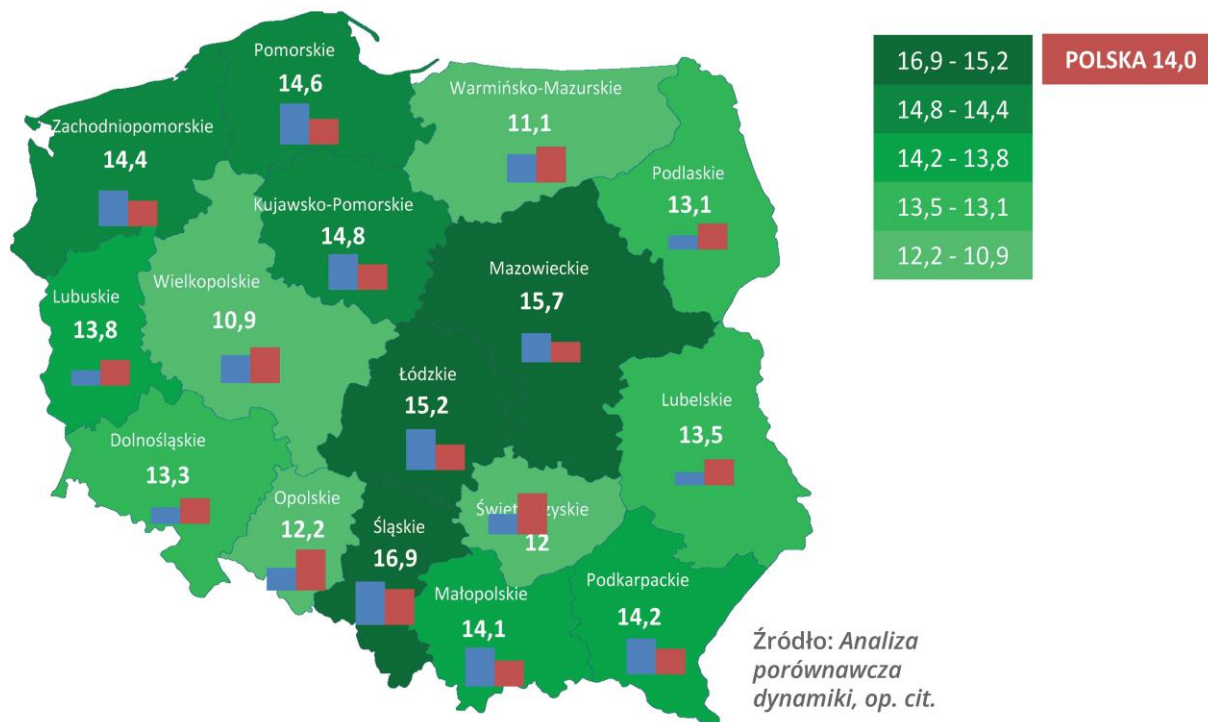 Pomorskie
14,6
Warmińsko-Mazurskie
11,1
Zachodniopomorskie
14,4
Podlaskie
13,1
Kujawsko-Pomorskie
14,8
Mazowieckie
15,7
Wielkopolskie
10,9
Lubuskie
13,8
Łódzkie
15,2
Lubelskie
13,5
Dolnośląskie
13,3
Opolskie
12,2
Śląskie
16,9
12
Małopolskie
14,1
Podkarpackie
14,2
16,9 - 15,2
14,8 - 14,4
14,2 - 13,8
13,5 - 13,1
12,2 - 10,9
POLSKA 14,0
Źródło: Analiza
porównawcza
dynamiki, op. cit.